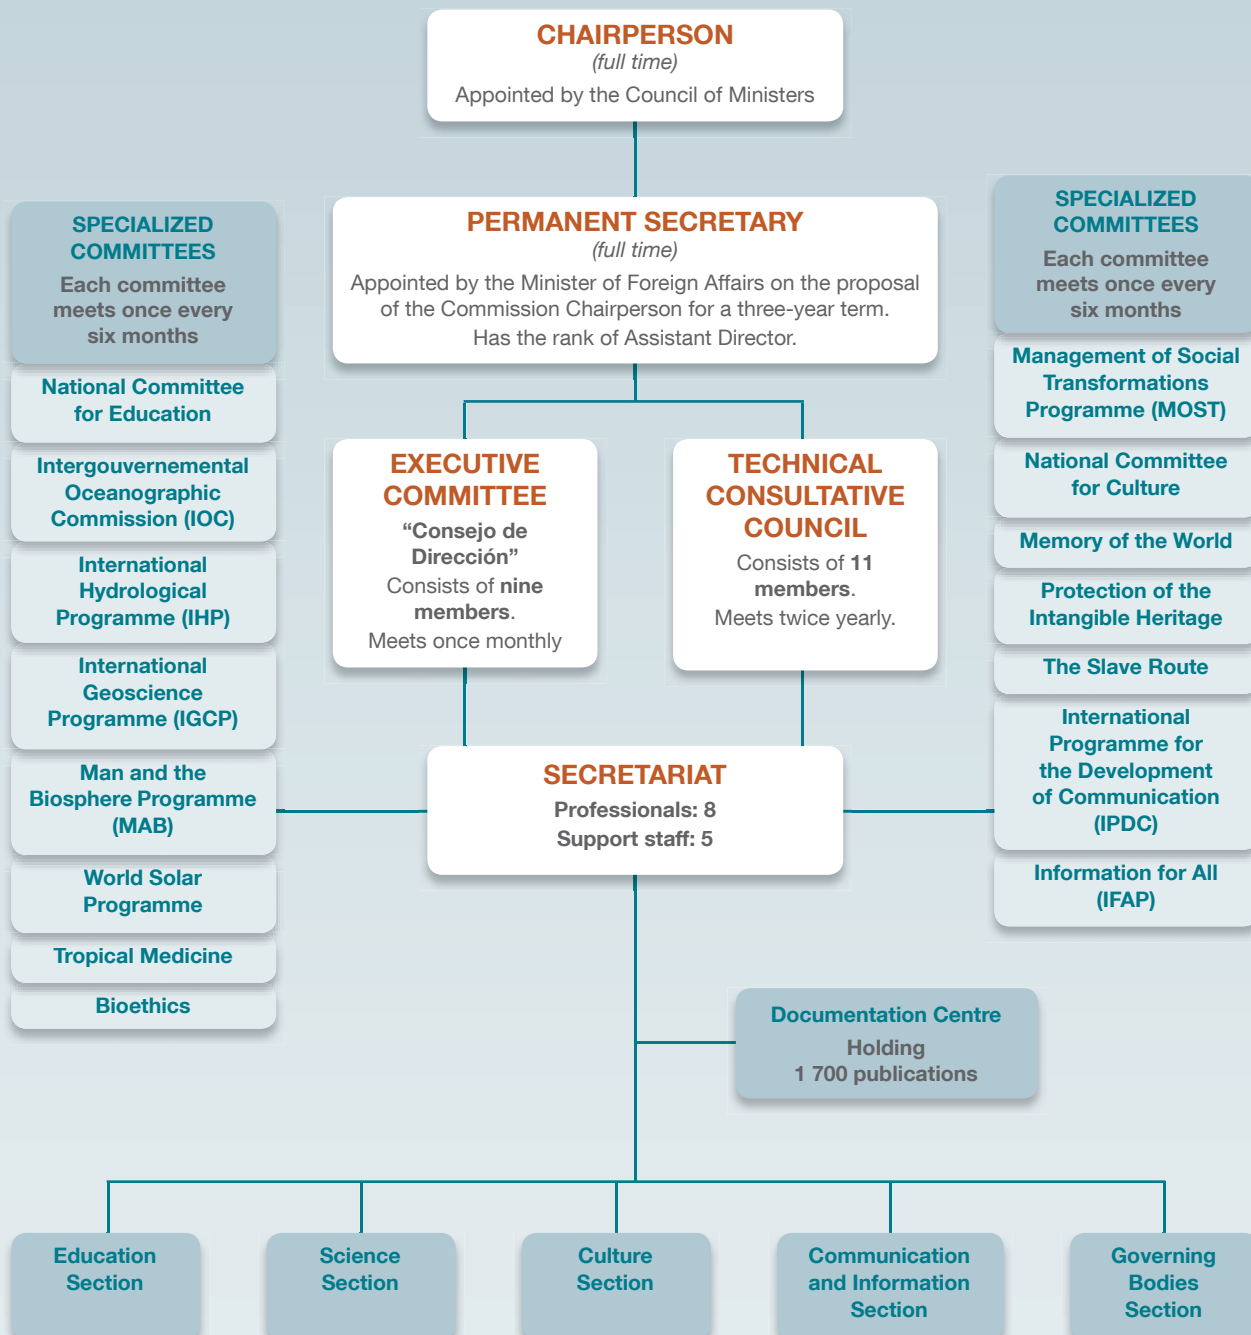 CHAIRPERSON
(full time)
Appointed by the Council of Ministers
PERMANENT SECRETARY
(full time)
Appointed by the Minister of Foreign Affairs on the proposal
of the Commission Chairperson for a three-year term.
Has the rank of Assistant Director.
SPECIALIZED
COMMITTEES
Each committee
meets once every
six months
National Committee
for Education
Intergouvernemental
Oceanographic
Commission (IOC)
International
Hydrological
Programme (IHP)
International
Geoscience
Programme (IGCP)
Man and the
Biosphere Programme
(MAB)
World Solar
Programme
Tropical Medicine
Bioethics
EXECUTIVE
COMMITTEE
“Consejo de
Dirección”
Consists of nine
members.
Meets once monthly
TECHNICAL
CONSULTATIVE
COUNCIL
Consists of 11
members.
Meets twice yearly.
SPECIALIZED
COMMITTEES
Each committee
meets once every
six months
Management of Social
Transformations
Programme (MOST)
National Committee
for Culture
Memory of the World
Protection of the
Intangible Heritage
The Slave Route
International
Programme for
the Development
of Communication
(IPDC)
Information for All
(IFAP)
SECRETARIAT
Professionals: 8
Support staff: 5
Documentation Centre
Holding
1 700 publications
Education
Section
Science
Section
Culture
Section
Communication
and Information
Section
Governing
Bodies
Section